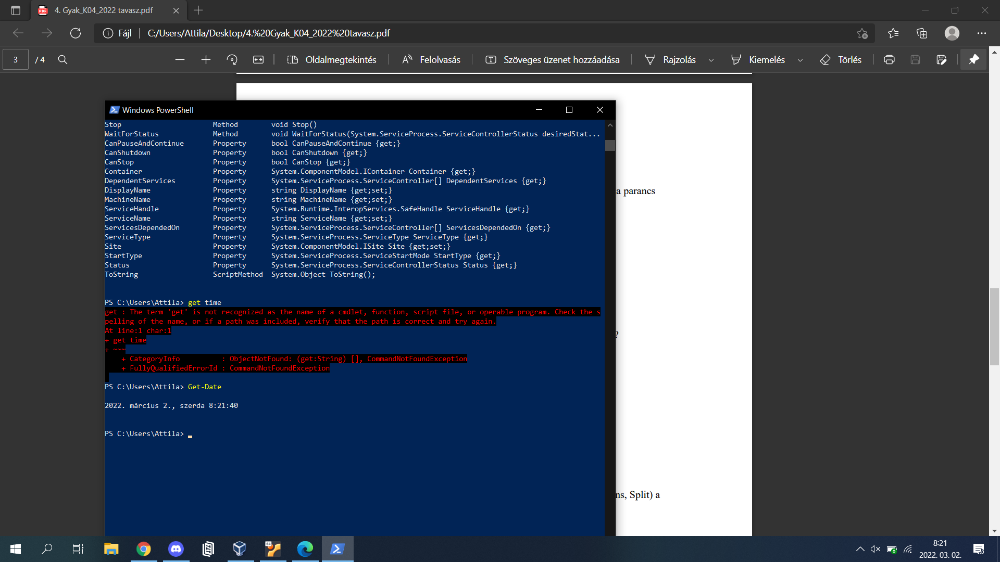 4. Gyak_K04_2022 tavasz.pdf
Fájl
C:/Users/Attila/Desktop/4.%20Gyak_K04_2022%20tavasz.pdf
3 / 4
Oldalmegtekintés
Felolvasás
Szöveges üzenet hozzáadása
Rajzolás
Kiemelés
Törlés
Windows PowerShell
Stop Method void Stop()
WaitForStatus Method void WaitForStatus(System.ServiceProcess.ServiceControllerStatus desiredStat...
CanPauseAndContinue Property bool CanPauseAndContinue {get;}
CanShutdown Property bool CanShutdown {get;}
CanStop Property bool CanStop {get;}
Container Property System.ComponentModel.IContainer Container {get;}
DependentServices Property System.ServiceProcess.ServiceController[] DependentServices {get;}
DisplayName Property string DisplayName {get;set;}
MachineName Property string MachineName {get;set;}
ServiceHandle Property System.Runtime.InteropServices.SafeHandle ServiceHandle {get;}
ServiceName Property string ServiceName {get;set;}
ServicesDependedOn Property System.ServiceProcess.ServiceController[] ServicesDependedOn {get;}
ServiceType Property System.ServiceProcess.ServiceType ServiceType {get;}
Site Property System.ComponentModel.ISite Site {get;set;}
StartType Property System.ServiceProcess.ServiceStartMode StartType {get;}
Status Property System.ServiceProcess.ServiceControllerStatus Status {get;}
ToString ScriptMethod System.Object ToString();
PS C:\Users\Attila> get time
get : The term 'get' is not recognized as the name of a cmdlet, function, script file, or operable program. Check the s
pelling of the name, or if a path was included, verify that the path is correct and try again.
At line:1 char:1
+ get time
+ ~~~
+ CategoryInfo : ObjectNotFound: (get:String) [], CommandNotFoundException
+ FullyQualifiedErrorId : CommandNotFoundException
PS C:\Users\Attila> Get-Date
2022. március 2., szerda 8:21:40
PS C:\Users\Attila>
a parancs
?
ns, Split) a
64
8:21
2022. 03. 02.